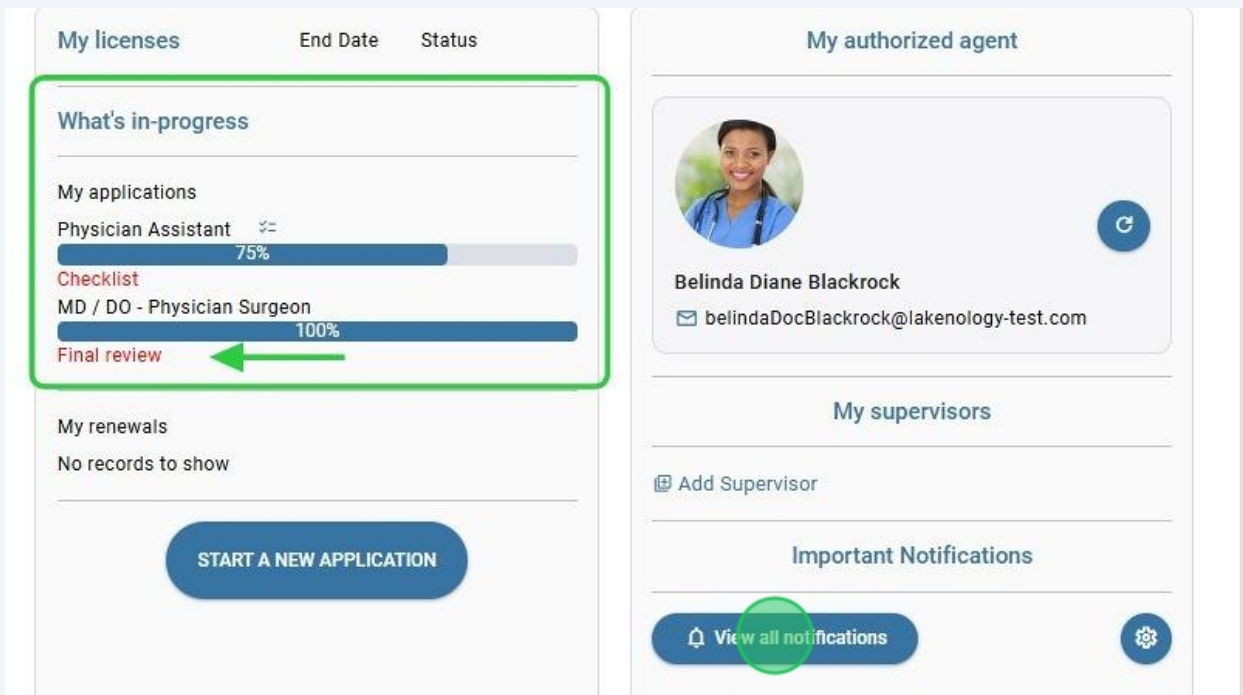 My licenses End Date Status
What's in-progress
My applications
Physician Assistant
75%
Checklist
MD / DO - Physician Surgeon
100%
Final review
My renewals
No records to show
START A NEW APPLICATION
My authorized agent
Belinda Diane Blackrock
belindaDocBlackrock@lakenology-test.com
My supervisors
Add Supervisor
Important Notifications
View all notifications